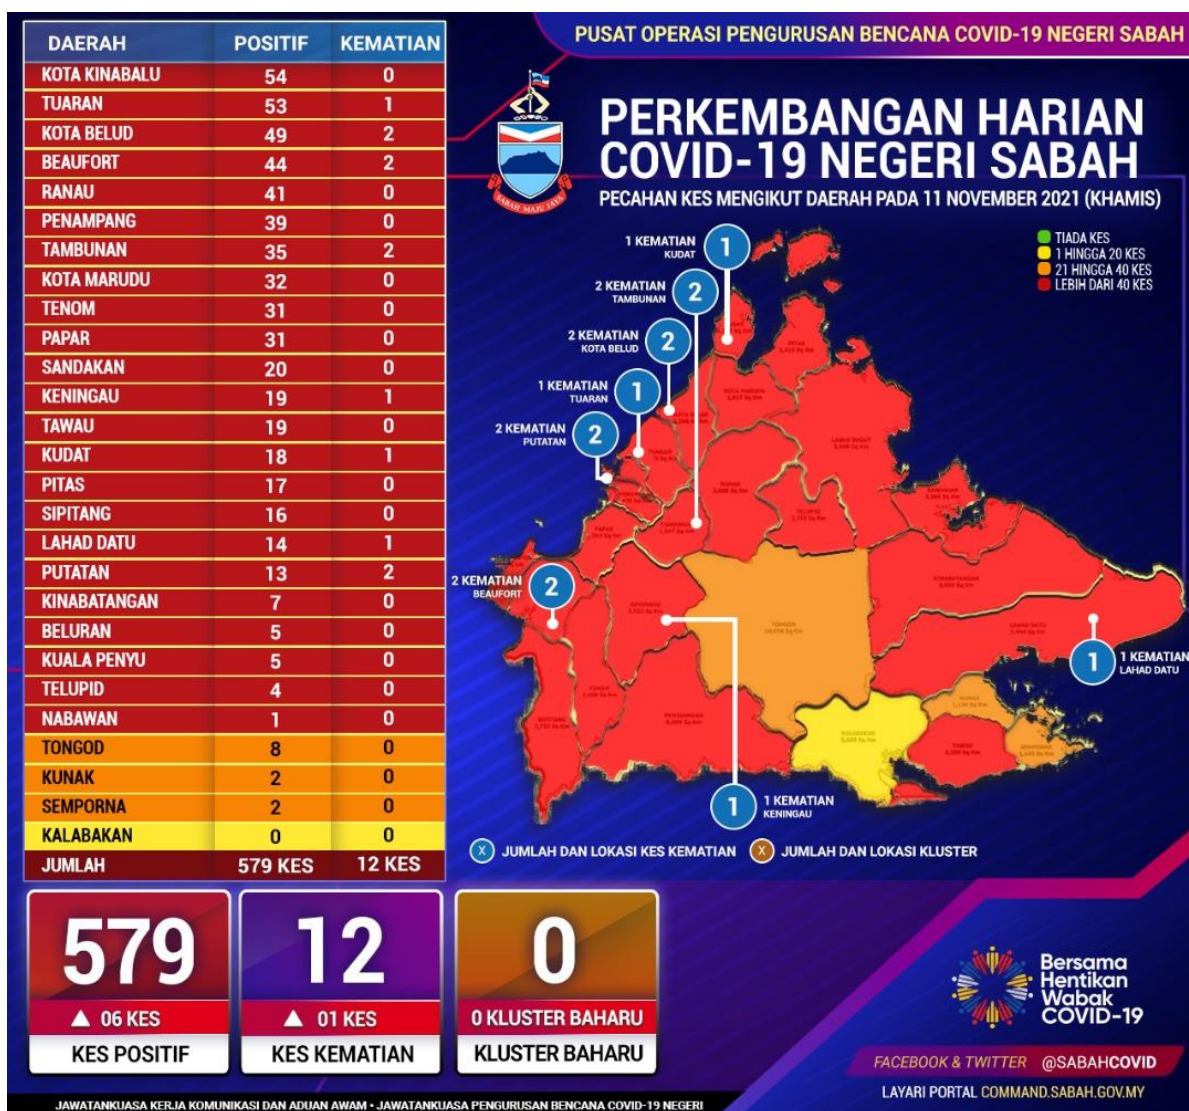 DAERAH POSITIF KEMATIAN
KOTA KINABALU 54 0
TUARAN 53 1
KOTA BELUD 49 2
BEAUFORT 44 2
RANAU 41 0
PENAMPANG 39 0
TAMBUNAN 35 2
KOTA MARUDU 32 0
TENOM 31 0
PAPAR 31 0
SANDAKAN 20 0
KENINGAU 19 1
TAWAU 19 0
KUDAT 18 1
PITAS 17 0
SIPITANG 16 0
LAHAD DATU 14 1
PUTATAN 13 2
KINABATANGAN 7 0
BELURAN 5 0
KUALA PENYU 5 0
TELUPID 4 0
NABAWAN 1 0
TONGOD 8 0
KUNAK 2 0
SEMPORNA 2 0
KALABAKAN 0 0
JUMLAH 579 KES 12 KES
PUSAT OPERASI PENGURUSAN BENCANA COVID-19 NEGERI SABAH
SABAH MAJU JAYA
PERKEMBANGAN HARIAN
COVID-19 NEGERI SABAH
PECAHAN KES MENGIKUT DAERAH PADA 11 NOVEMBER 2021 (KHAMIS)
TIADA KES
1 HINGGA 20 KES
21 HINGGA 40 KES
LEBIH DARI 40 KES
1 KEMATIAN
KUDAT
1
2 KEMATIAN
TAMBUNAN
2
2 KEMATIAN
KOTA BELUD
2
1 KEMATIAN
TUARAN
1
2 KEMATIAN
PUTATAN
2
2 KEMATIAN
BEAUFORT
2
1
1 KEMATIAN
LAHAD DATU
1
1 KEMATIAN
KENINGAU
X JUMLAH DAN LOKASI KES KEMATIAN
X JUMLAH DAN LOKASI KLUSTER
579
▲ 06 KES
KES POSITIF
12
▲ 01 KES
KES KEMATIAN
0
0 KLUSTER BAHARU
KLUSTER BAHARU
Bersama
Hentikan
Wabak
COVID-19
FACEBOOK & TWITTER @SABAHCOVID
LAYARI PORTAL COMMAND.SABAH.GOV.MY
JAWATANKUASA KERJA KOMUNIKASI DAN ADUAN AWAM • JAWATANKUASA PENGURUSAN BENCANA COVID-19 NEGERI